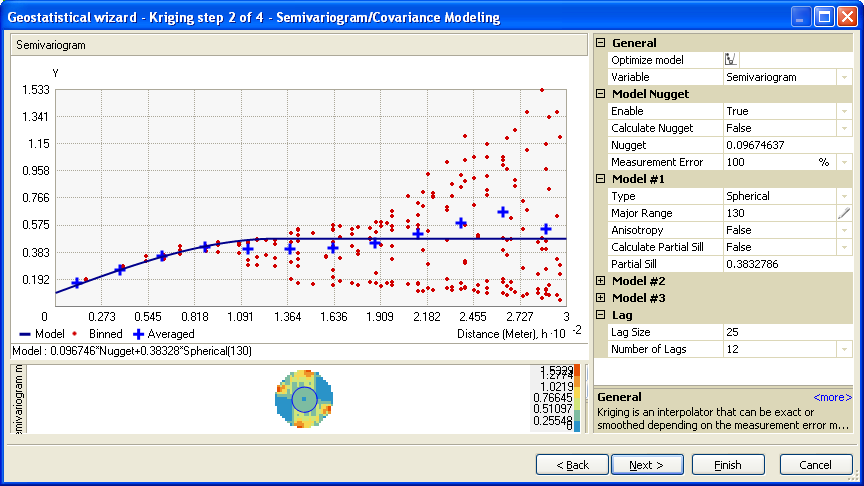 Geostatistical wizard - Kriging step 2 of 4 - Semivariogram/Covariance Modeling
Semivariogram
γ
1.533
1.341
1.15
0.958
0.766
0.575
0.383
0.192
0 0.273 0.545 0.818 1.091 1.364 1.636 1.909 2.182 2.455 2.727 3
Model Binned Averaged Distance (Meter), h ·10 -2
Model : 0.096746*Nugget+0.38328*Spherical(130)
emivariogram m
1.5329
1.2774
1.0219
0.76645
0.51097
0.25548
0
General
Optimize model
Variable Semivariogram
Model Nugget
Enable True
Calculate Nugget False
Nugget 0.09674637
Measurement Error 100 %
Model #1
Type Spherical
Major Range 130
Anisotropy False
Calculate Partial Sill False
Partial Sill 0.3832786
Model #2
Model #3
Lag
Lag Size 25
Number of Lags 12
General <more>
Kriging is an interpolator that can be exact or
smoothed depending on the measurement error m...
< Back Next > Finish Cancel